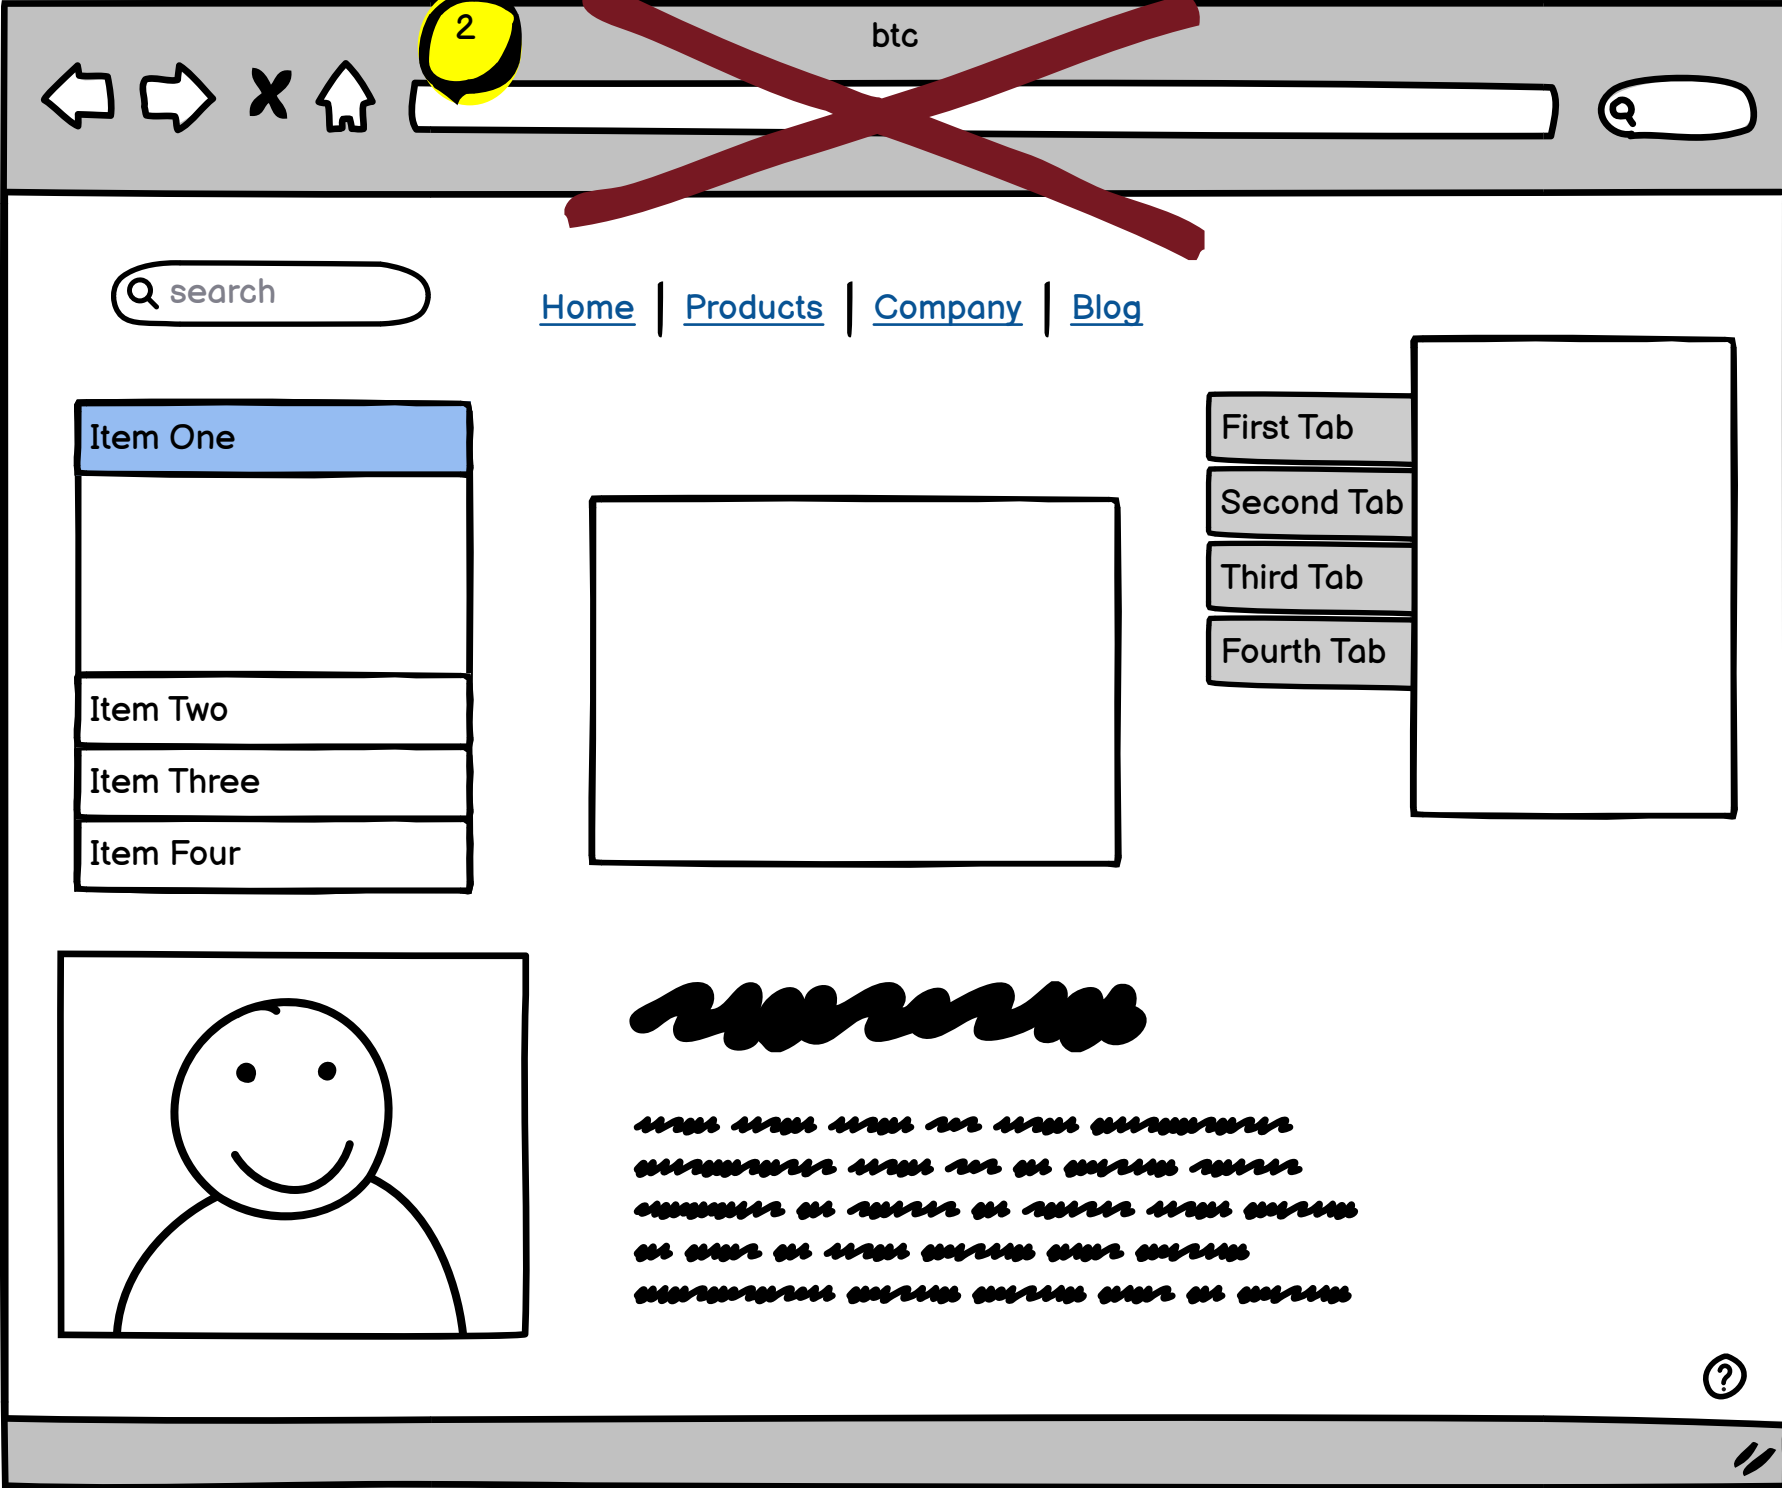 2
btc
search
Home
Products
Company
Blog
Item One
Item Two
Item Three
Item Four
First Tab
Second Tab
Third Tab
Fourth Tab
?